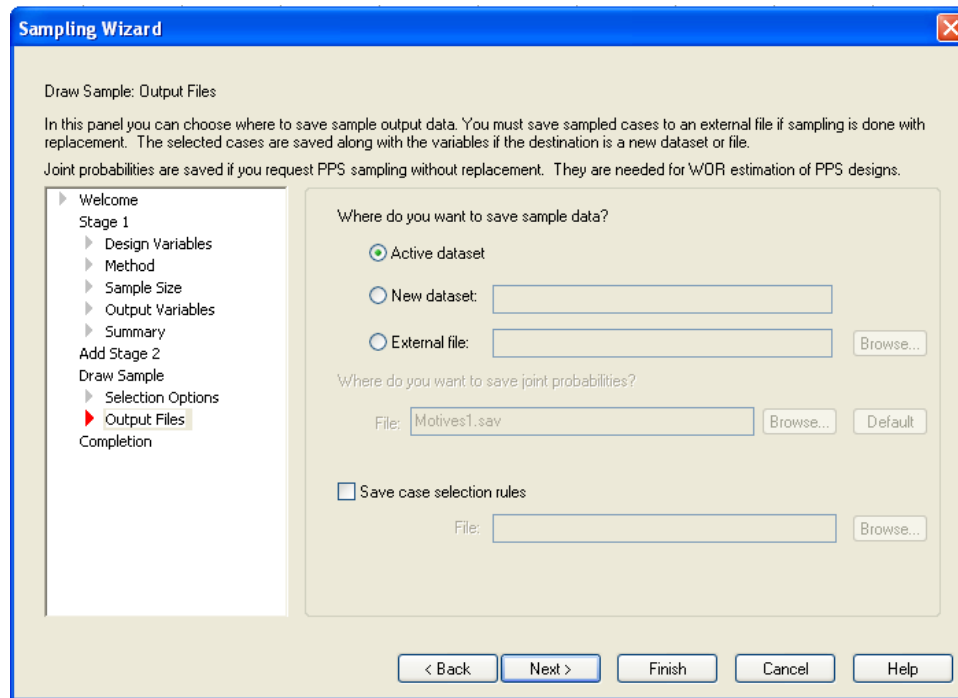 Sampling Wizard
Draw Sample: Output Files
In this panel you can choose where to save sample output data. You must save sampled cases to an external file if sampling is done with
replacement. The selected cases are saved along with the variables if the destination is a new dataset or file.
Joint probabilities are saved if you request PPS sampling without replacement. They are needed for WOR estimation of PPS designs.
Welcome
Stage 1
Design Variables
Method
Sample Size
Output Variables
Summary
Add Stage 2
Draw Sample
Selection Options
Output Files
Completion
Where do you want to save sample data?
Active dataset
New dataset:
External file:
Browse...
Where do you want to save joint probabilities?
File: Motives1.sav Browse... Default
Save case selection rules
File: Browse...
< Back Next > Finish Cancel Help